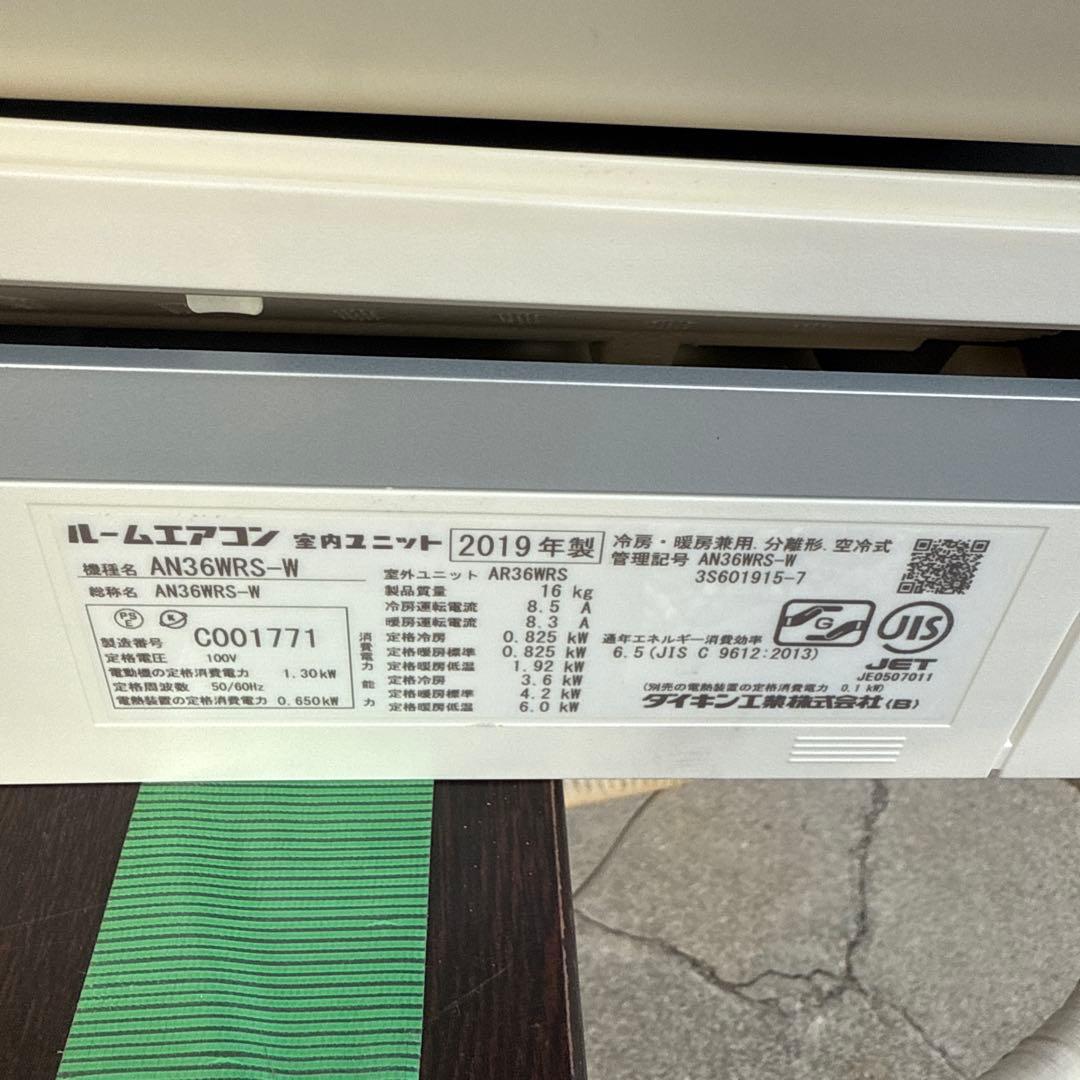 ルームエアコン 室内ユニット 2019年製
冷房・暖房兼用.分離形.空冷式
機種名 AN36WRS-W
総称名 AN36WRS-W
PS
E
製造番号 C001771
定格電圧 100V
電動機の定格消費電力 1.30kW
定格周波数 50/60Hz
電熱装置の定格消費電力 0.650kW
室外ユニット AR36WRS
製品質量 16 kg
冷房運転電流 8.5 A
暖房運転電流 8.3 A
消費電力
定格冷房 0.825 kW
定格暖房標準 0.825 kW
定格暖房低温 1.92 kW
能力
定格冷房 3.6 kW
定格暖房標準 4.2 kW
定格暖房低温 6.0 kW
管理記号 AN36WRS-W
3S601915-7
通年エネルギー消費効率
6.5(JIS C 9612:2013)
G
JIS
JET
JE0507011
(別売の電熱装置の定格消費電力 0.1 kW)
ダイキン工業株式会社(B)